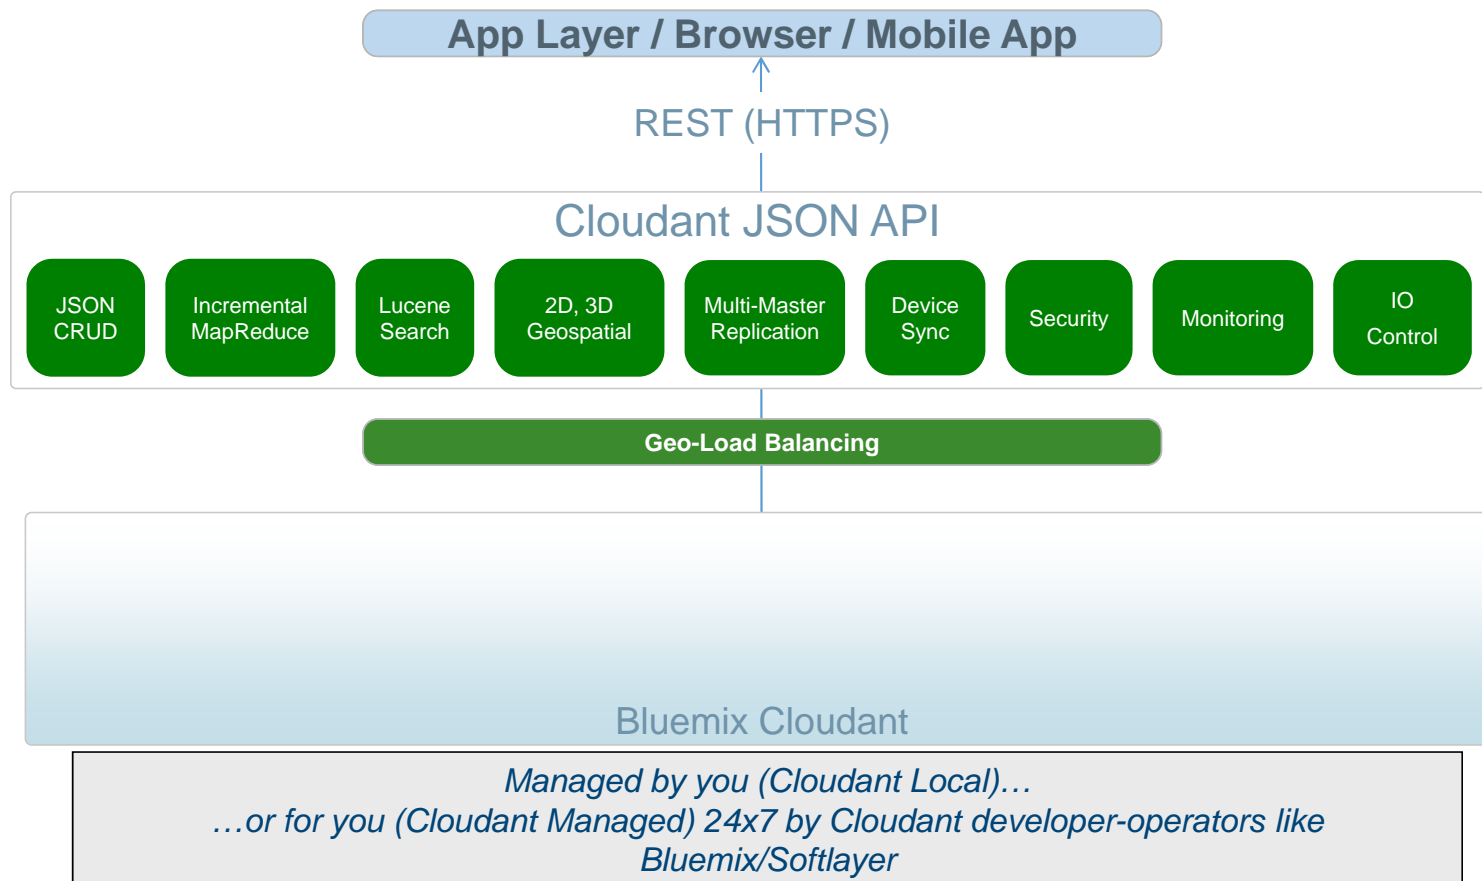 App Layer / Browser / Mobile App
REST (HTTPS)
Cloudant JSON API
JSON
CRUD
Incremental
MapReduce
Lucene
Search
2D, 3D
Geospatial
Multi-Master
Replication
Device
Sync
Security
Monitoring
IO
Control
Geo-Load Balancing
Bluemix Cloudant
Managed by you (Cloudant Local)…
…or for you (Cloudant Managed) 24x7 by Cloudant developer-operators like
Bluemix/Softlayer